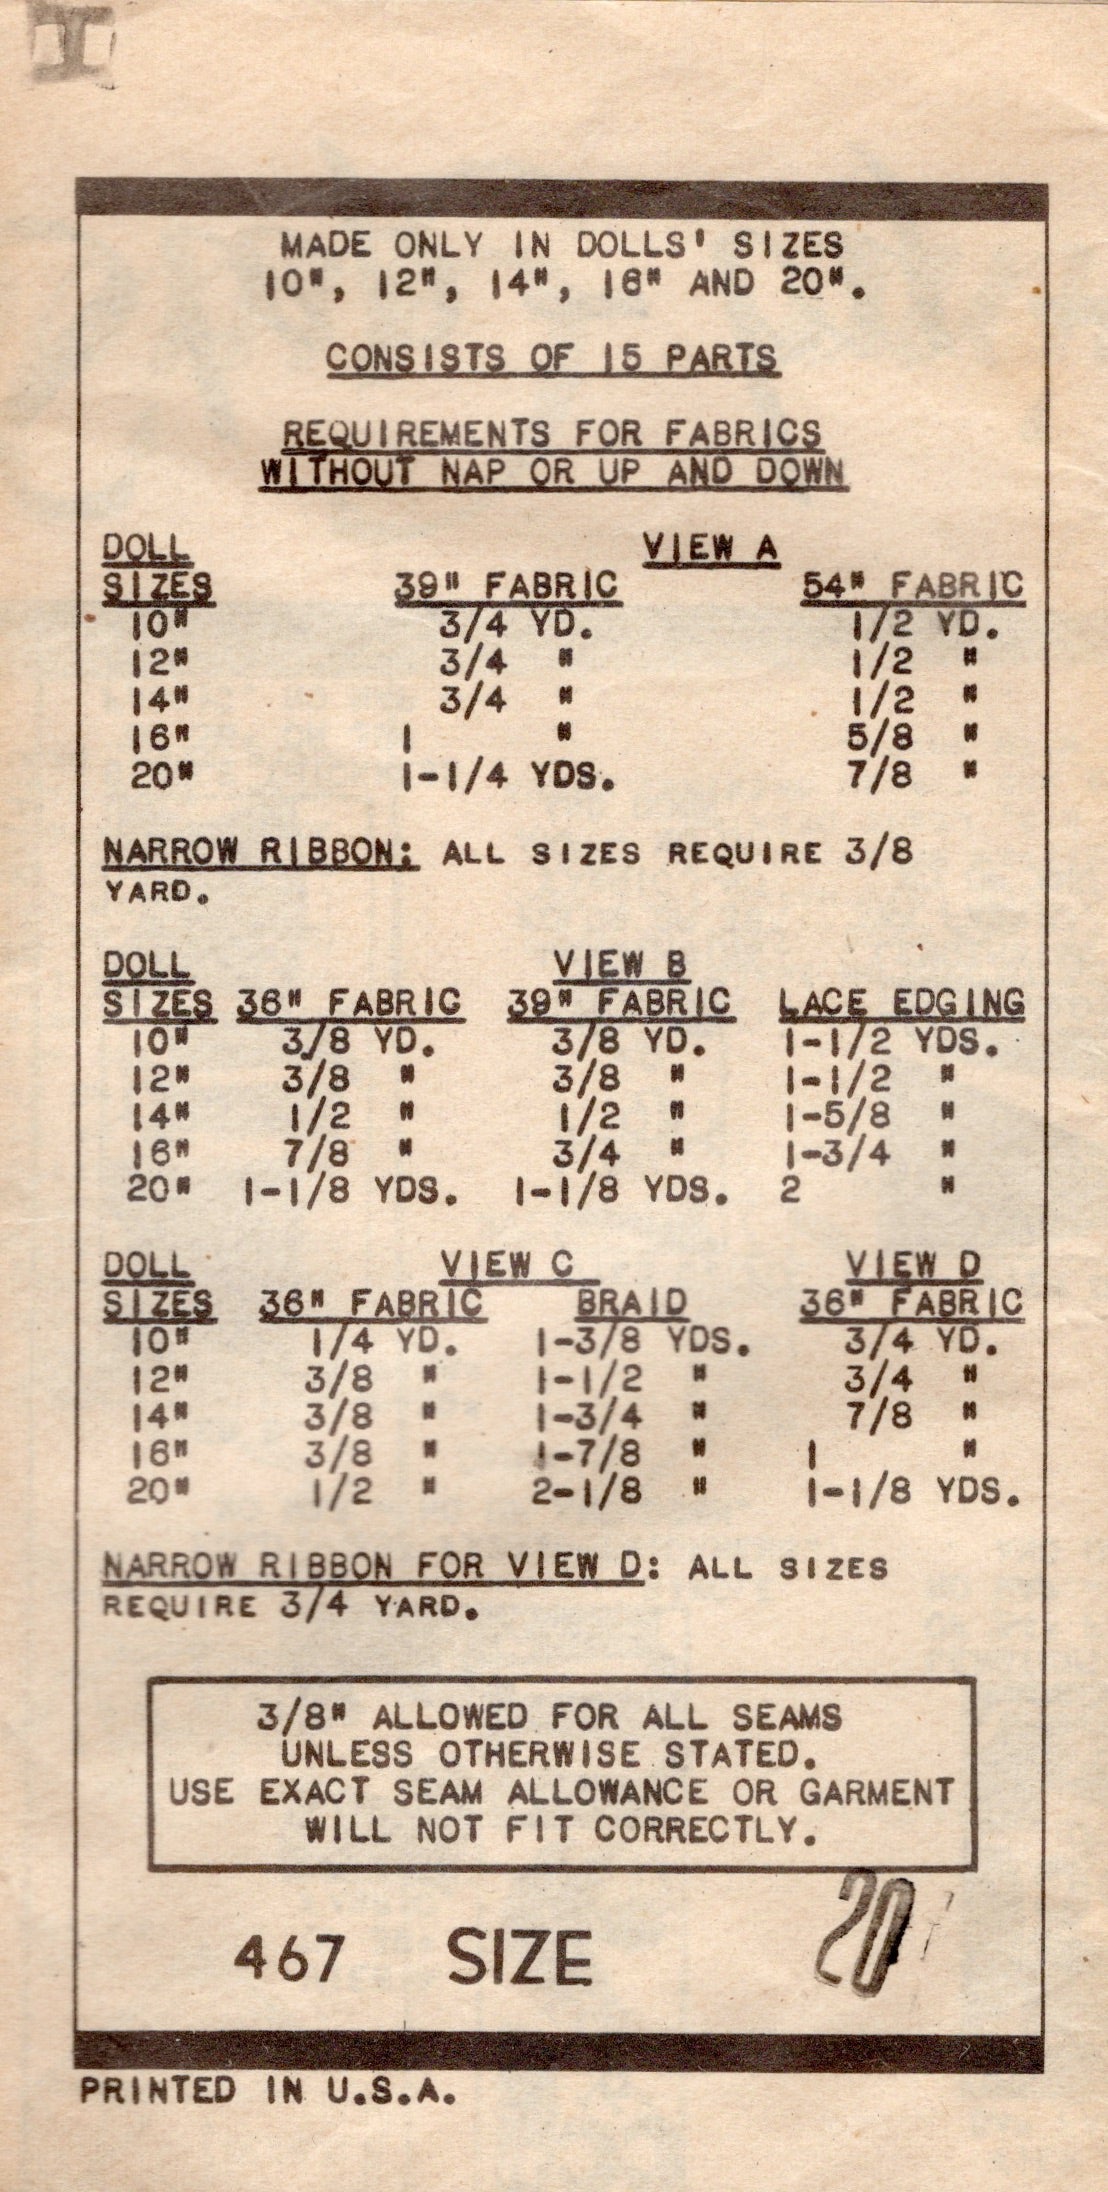 I
MADE ONLY IN DOLLS' SIZES
10", 12", 14", 16" AND 20".
CONSISTS OF 15 PARTS
REQUIREMENTS FOR FABRICS
WITHOUT NAP OR UP AND DOWN
DOLL VIEW A
SIZES 39" FABRIC 54" FABRIC
10" 3/4 YD. 1/2 YD.
12" 3/4 " 1/2 "
14" 3/4 " 1/2 "
16" 1 " 5/8 "
20" 1-1/4 YDS. 7/8 "
NARROW RIBBON: ALL SIZES REQUIRE 3/8
YARD.
DOLL VIEW B
SIZES 36" FABRIC 39" FABRIC LACE EDGING
10" 3/8 YD. 3/8 YD. 1-1/2 YDS.
12" 3/8 " 3/8 " 1-1/2 "
14" 1/2 " 1/2 " 1-5/8 "
16" 7/8 " 3/4 " 1-3/4 "
20" 1-1/8 YDS. 1-1/8 YDS. 2 "
DOLL VIEW C VIEW D
SIZES 36" FABRIC BRAID 36" FABRIC
10" 1/4 YD. 1-3/8 YDS. 3/4 YD.
12" 3/8 " 1-1/2 " 3/4 "
14" 3/8 " 1-3/4 " 7/8 "
16" 3/8 " 1-7/8 " 1 "
20" 1/2 " 2-1/8 " 1-1/8 YDS.
NARROW RIBBON FOR VIEW D: ALL SIZES
REQUIRE 3/4 YARD.
3/8" ALLOWED FOR ALL SEAMS
UNLESS OTHERWISE STATED.
USE EXACT SEAM ALLOWANCE OR GARMENT
WILL NOT FIT CORRECTLY.
467 SIZE 20
PRINTED IN U.S.A.